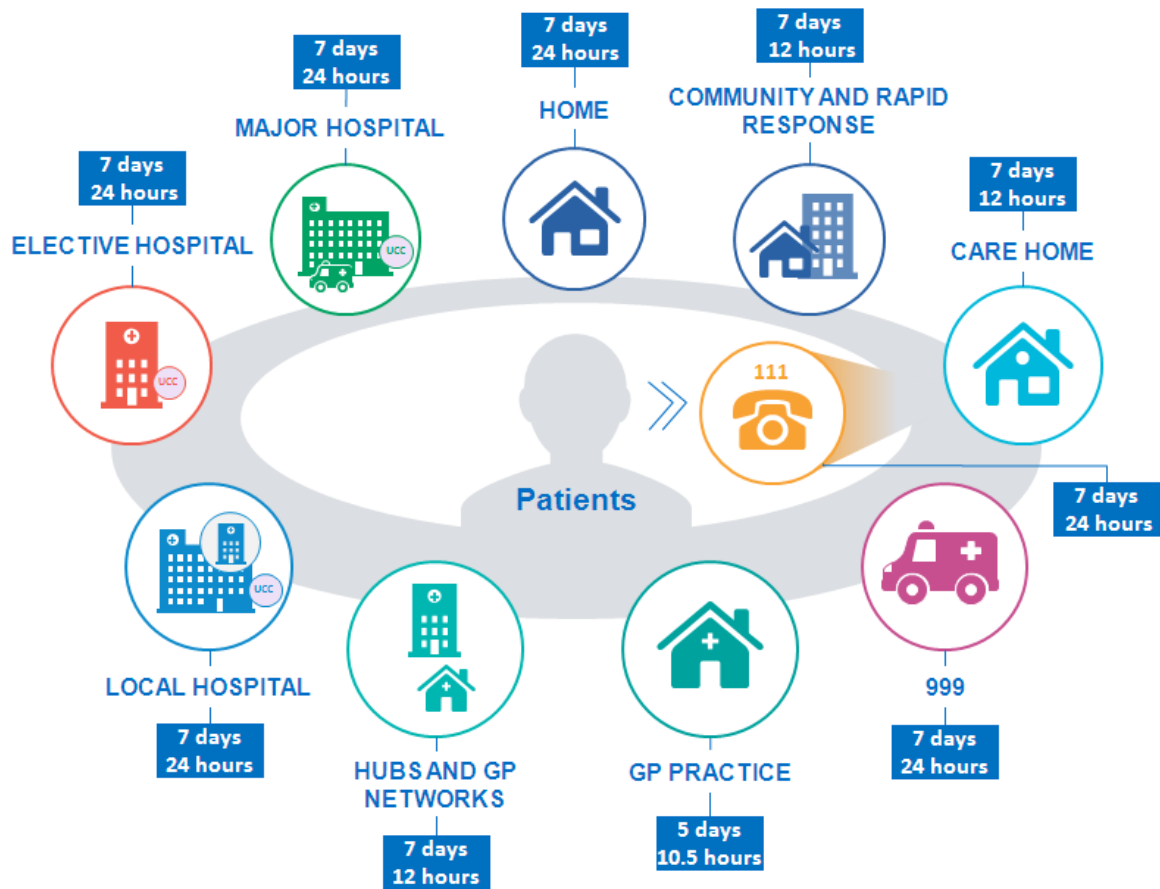 7 days
24 hours
MAJOR HOSPITAL
7 days
24 hours
HOME
7 days
12 hours
COMMUNITY AND RAPID
RESPONSE
7 days
24 hours
ELECTIVE HOSPITAL
7 days
12 hours
CARE HOME
UCC
UCC
111
Patients
7 days
24 hours
UCC
LOCAL HOSPITAL
7 days
24 hours
HUBS AND GP
NETWORKS
7 days
12 hours
GP PRACTICE
5 days
10.5 hours
999
7 days
24 hours